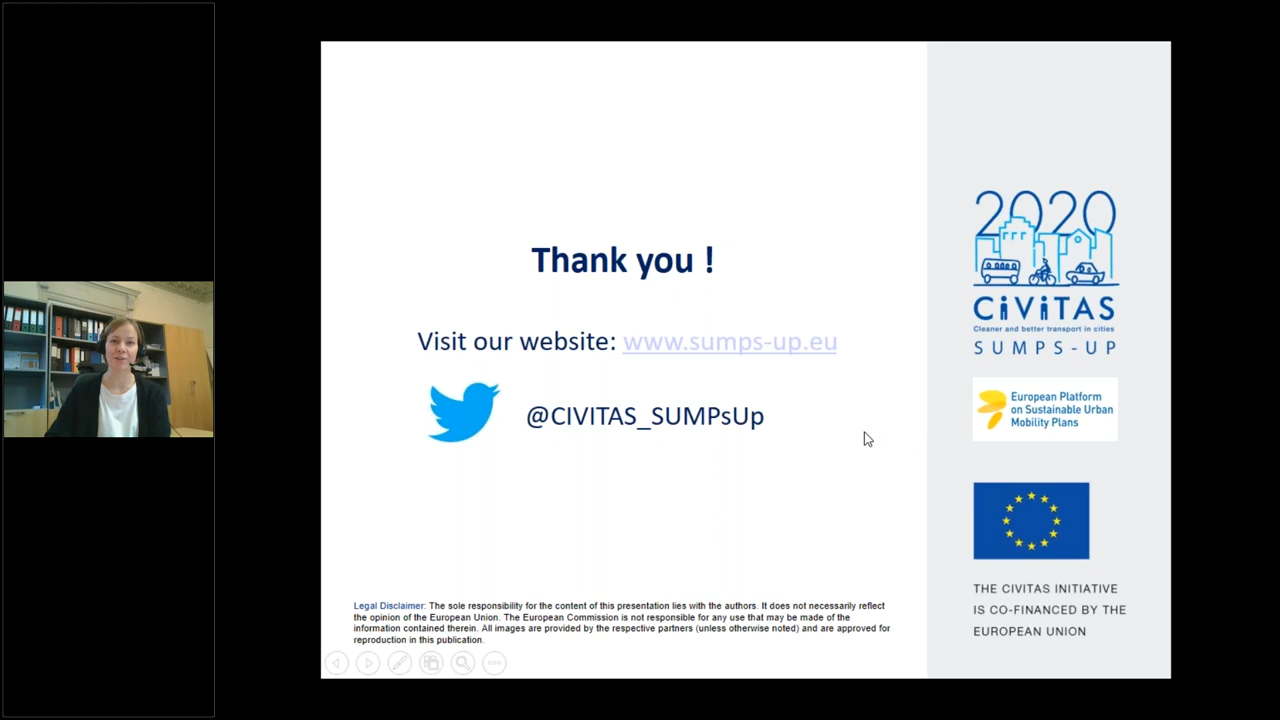 Thank you !
Visit our website: www.sumps-up.eu
@CIVITAS_SUMPsUp
Legal Disclaimer: The sole responsibility for the content of this presentation lies with the authors. It does not necessarily reflect
the opinion of the European Union. The European Commission is not responsible for any use that may be made of the
information contained therein. All images are provided by the respective partners (unless otherwise noted) and are approved for
reproduction in this publication.
2020
CiViTAS
Cleaner and better transport in cities
SUMPS-UP
European Platform
on Sustainable Urban
Mobility Plans
THE CIVITAS INITIATIVE
IS CO-FINANCED BY THE
EUROPEAN UNION